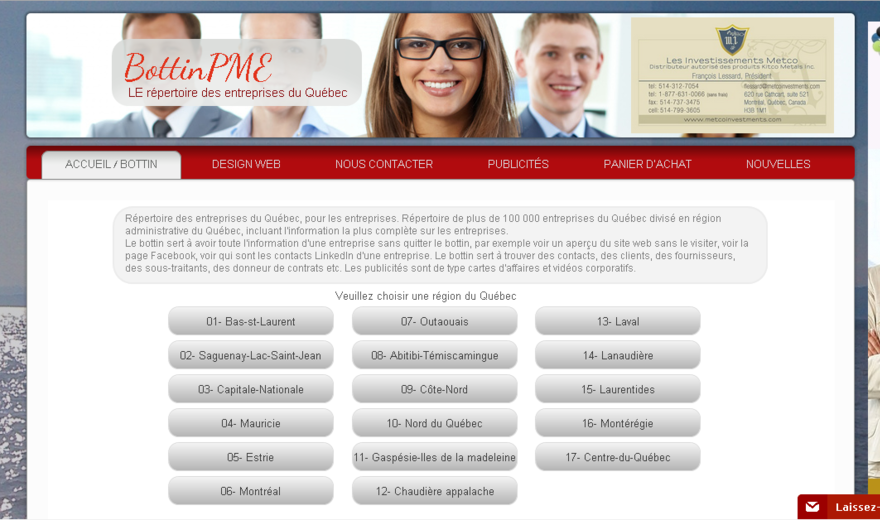 BottinPME
LE répertoire des entreprises du Québec
Les Investissements Metco
Distributeur autorisé des produits Kitco Metals Inc.
François Lessard, Président
tel: 514-312-7054
tel: 1-877-631-0066 (sans frais)
fax: 514-737-3475
cell: 514-799-3605
620 rue Cathcart, suite 521
Montréal, Québec, Canada
H3B 1M1
www.metcoinvestments.com
ACCUEIL / BOTTIN
DESIGN WEB
NOUS CONTACTER
PUBLICITÉS
PANIER D'ACHAT
NOUVELLES
Répertoire des entreprises du Québec, pour les entreprises. Répertoire de plus de 100 000 entreprises du Québec divisé en région
administrative du Québec, incluant l'information la plus complète sur les entreprises.
Le bottin sert à avoir toute l'information d'une entreprise sans quitter le bottin, par exemple voir un aperçu du site web sans le visiter, voir la
page Facebook, voir qui sont les contacts LinkedIn d'une entreprise. Le bottin sert à trouver des contacts, des clients, des fournisseurs,
des sous-traitants, des donneur de contrats etc. Les publicités sont de type cartes d'affaires et vidéos corporatifs.
Veuillez choisir une région du Québec
01- Bas-st-Laurent
07- Outaouais
13- Laval
02- Saguenay-Lac-Saint-Jean
08- Abitibi-Témiscamingue
14- Lanaudière
03- Capitale-Nationale
09- Côte-Nord
15- Laurentides
04- Mauricie
10- Nord du Québec
16- Montérégie
05- Estrie
11- Gaspésie-Iles de la madeleine
17- Centre-du-Québec
06- Montréal
12- Chaudière appalache
Laissez-